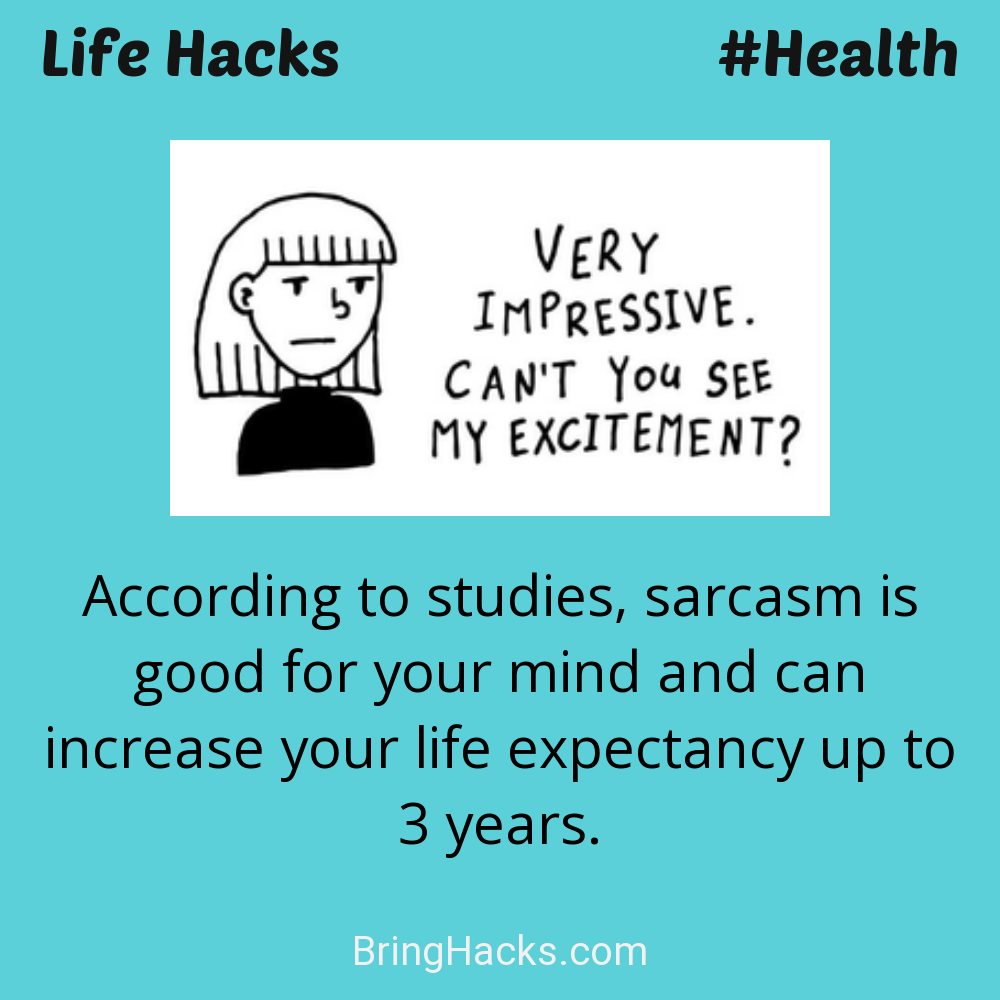 Life Hacks #Health
VERY
IMPRESSIVE.
CAN'T YOU SEE
MY EXCITEMENT?
According to studies, sarcasm is
good for your mind and can
increase your life expectancy up to
3 years.
BringHacks.com